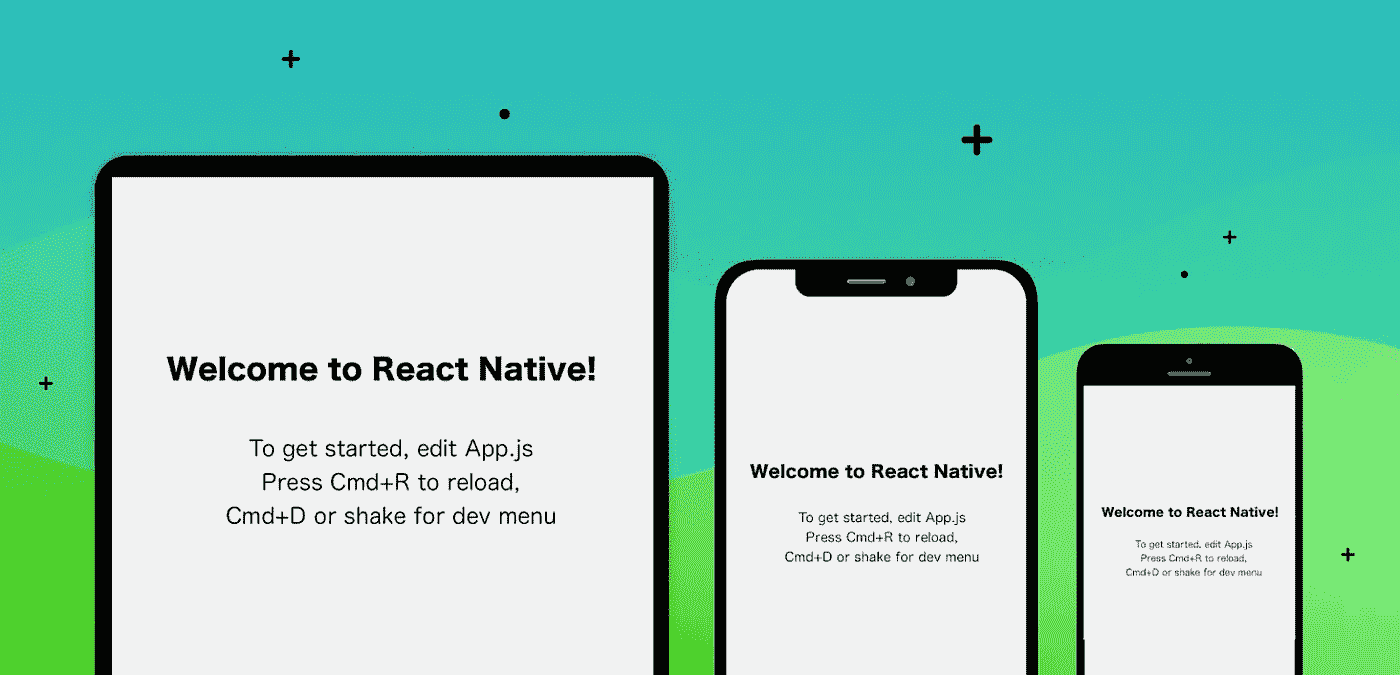 Welcome to React Native!
To get started, edit App.js
Press Cmd+R to reload,
Cmd+D or shake for dev menu
Welcome to React Native!
To get started, edit App.js
Press Cmd+R to reload,
Cmd+D or shake for dev menu
Welcome to React Native!
To get started, edit App.js
Press Cmd+R to reload,
Cmd+D or shake for dev menu